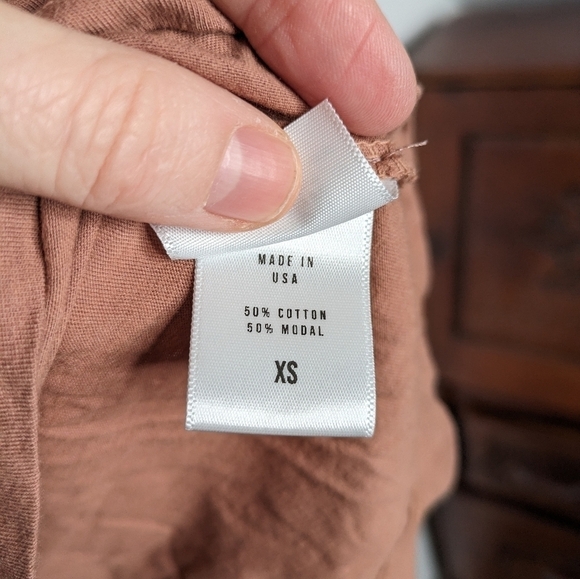 MADE IN
USA
50% COTTON
50% MODAL
XS